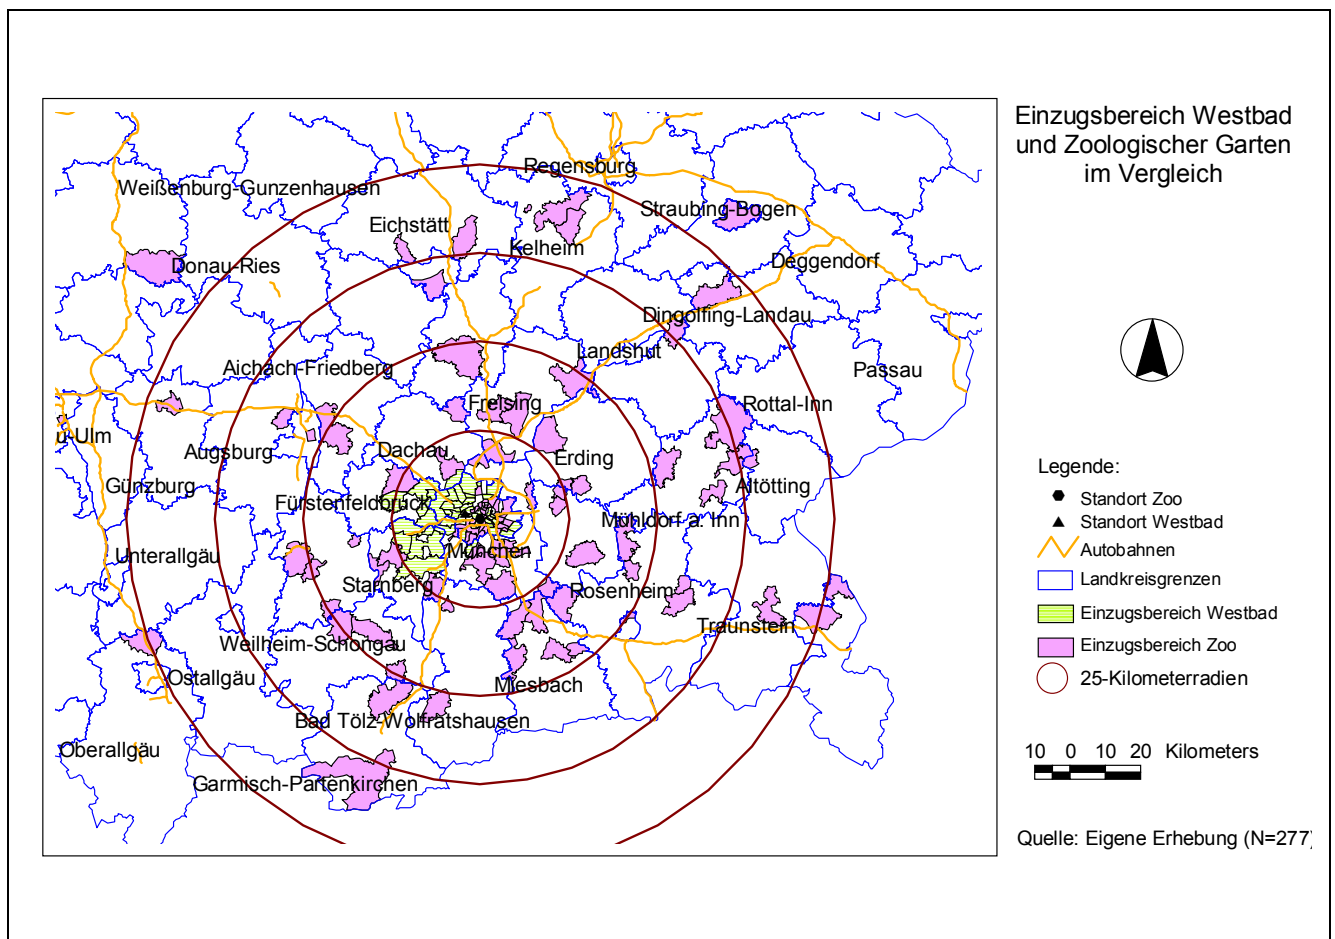 Einzugsbereich Westbad
und Zoologischer Garten
im Vergleich
Regensburg
Weißenburg-Gunzenhausen
Straubing-Bogen
Eichstätt
Kelheim
Donau-Ries
Deggendorf
Dingolfing-Landau
Landshut
Aichach-Friedberg
Passau
Freising
Rottal-Inn
u-Ulm
Augsburg
Dachau
Erding
Günzburg
Altötting
Fürstenfeldbruck
Mühldorf a. Inn
Unterallgäu
München
Starnberg
Rosenheim
Traunstein
Weilheim-Schongau
Ostallgäu
Miesbach
Bad Tölz-Wolfratshausen
Oberallgäu
Garmisch-Partenkirchen
Legende:
Standort Zoo
Standort Westbad
Autobahnen
Landkreisgrenzen
Einzugsbereich Westbad
Einzugsbereich Zoo
25-Kilometerradien
10 0 10 20 Kilometers
Quelle: Eigene Erhebung (N=277)